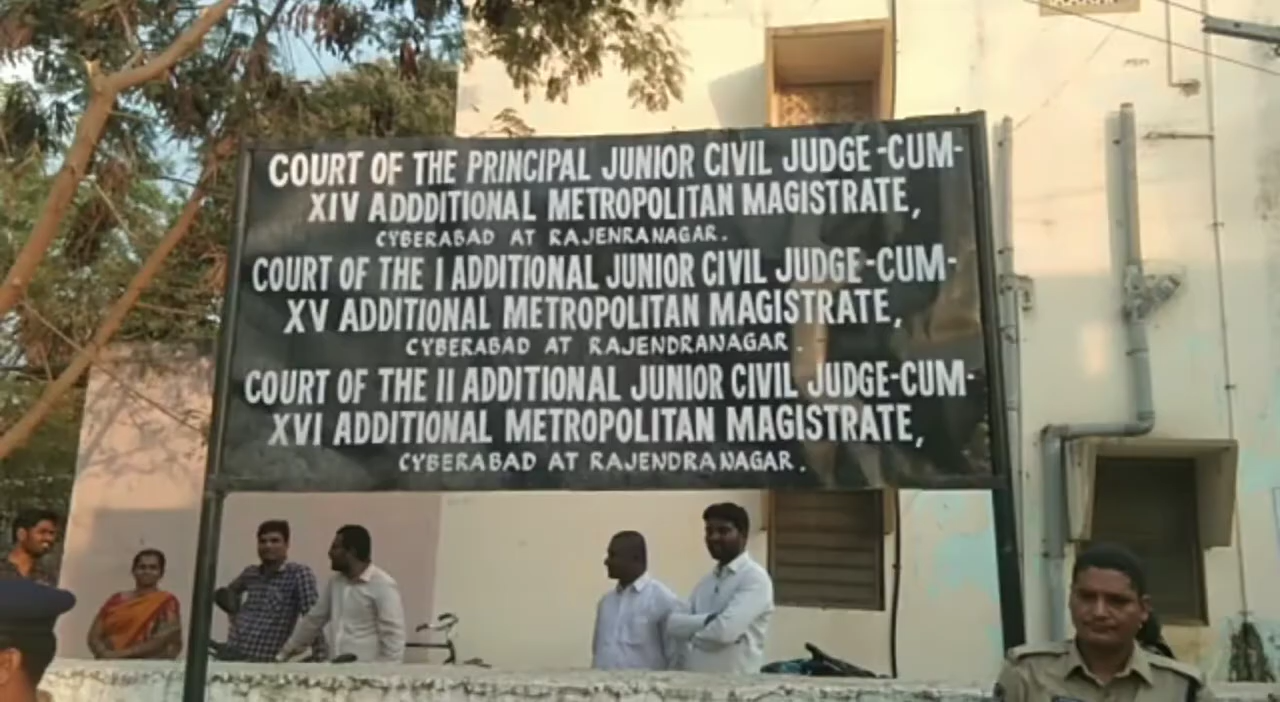 COURT OF THE PRINCIPAL JUNIOR CIVIL JUDGE-CUM-
XIV ADDDITIONAL METROPOLITAN MAGISTRATE,
CYBERABAD AT RAJENRANAGAR.
COURT OF THE I ADDITIONAL JUNIOR CIVIL JUDGE-CUM-
XV ADDITIONAL METROPOLITAN MAGISTRATE,
CYBERABAD AT RAJENDRANAGAR.
COURT OF THE II ADDITIONAL JUNIOR CIVIL JUDGE-CUM-
XVI ADDITIONAL METROPOLITAN MAGISTRATE,
CYBERABAD AT RAJENDRANAGAR.